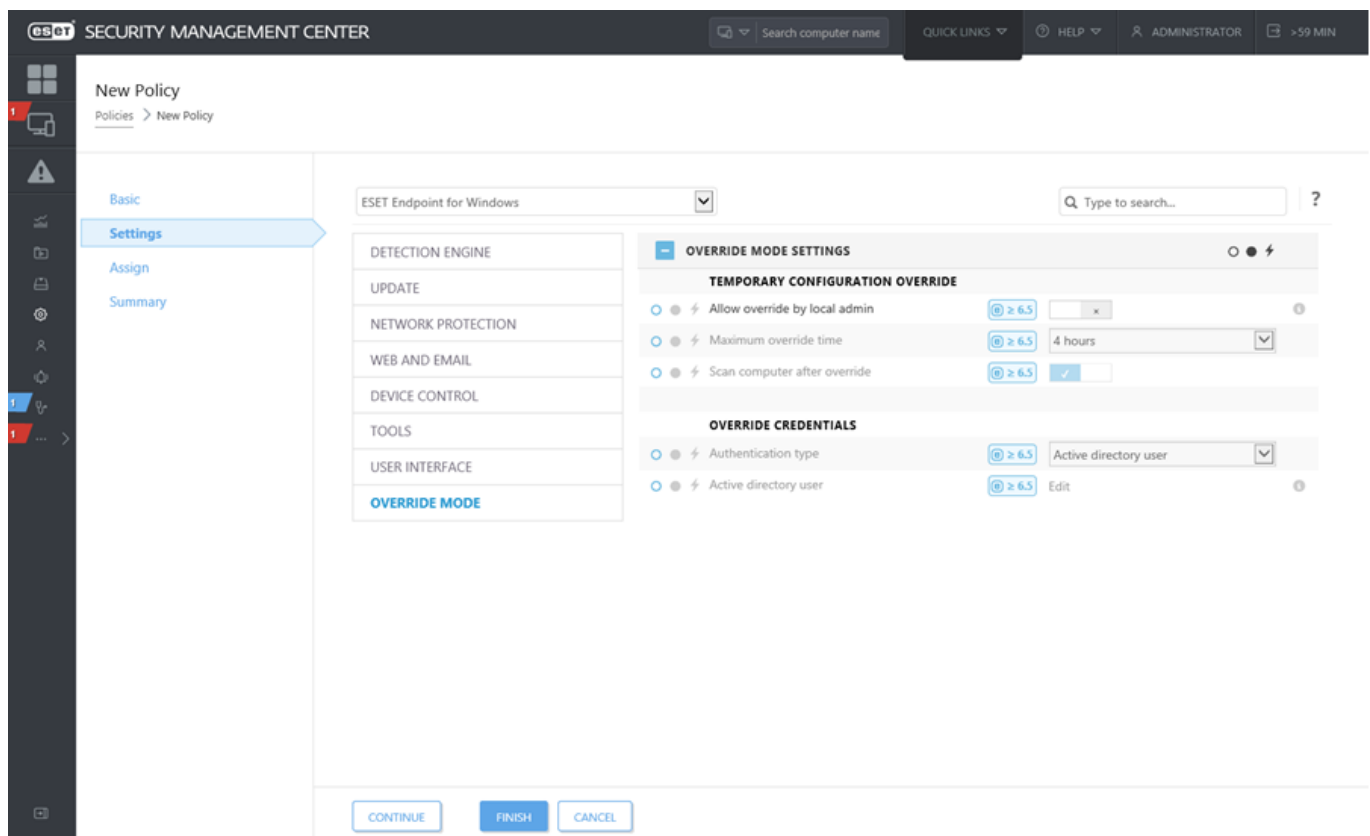 eseT SECURITY MANAGEMENT CENTER
Search computer name
QUICK LINKS
HELP
ADMINISTRATOR
>59 MIN
New Policy
Policies > New Policy
1
1
1
Basic
Settings
Assign
Summary
ESET Endpoint for Windows
Type to search...
?
DETECTION ENGINE
UPDATE
NETWORK PROTECTION
WEB AND EMAIL
DEVICE CONTROL
TOOLS
USER INTERFACE
OVERRIDE MODE
OVERRIDE MODE SETTINGS
TEMPORARY CONFIGURATION OVERRIDE
Allow override by local admin ≥ 6.5
Maximum override time ≥ 6.5 4 hours
Scan computer after override ≥ 6.5
OVERRIDE CREDENTIALS
Authentication type ≥ 6.5 Active directory user
Active directory user ≥ 6.5 Edit
CONTINUE
FINISH
CANCEL